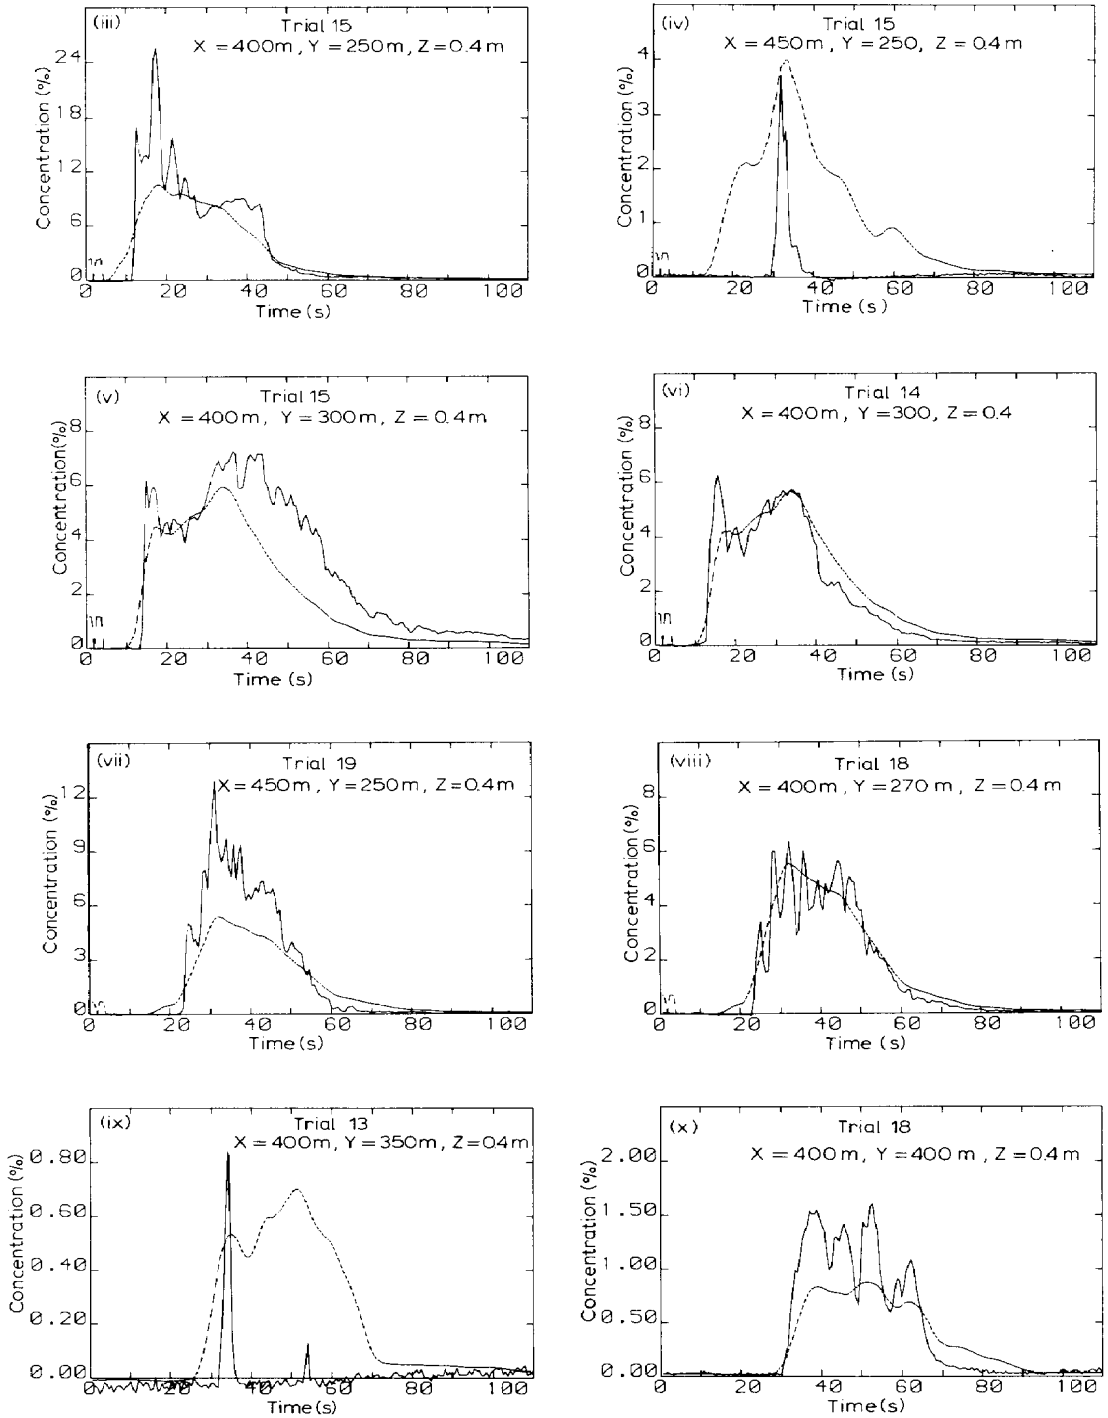 (iii)
Trial 15
X = 400m, Y = 250m, Z = 0.4m
Concentration (%)
24
18
12
6
0
0 20 40 60 80 100
Time (s)
(iv)
Trial 15
X = 450m, Y = 250, Z = 0.4m
Concentration (%)
4
3
2
1
0
0 20 40 60 80 100
Time (s)
(v)
Trial 15
X = 400m, Y = 300m, Z = 0.4m
Concentration(%)
8
6
4
2
0
0 20 40 60 80 100
Time (s)
(vi)
Trial 14
X = 400m, Y = 300, Z = 0.4
Concentration (%)
8
6
4
2
0
0 20 40 60 80 100
Time (s)
(vii)
Trial 19
X = 450m, Y = 250m, Z = 0.4m
Concentration (%)
12
9
6
3
0
0 20 40 60 80 100
Time (s)
(viii)
Trial 18
X = 400m, Y = 270 m, Z = 0.4 m
Concentration (%)
8
6
4
2
0
0 20 40 60 80 100
Time (s)
(ix)
Trial 13
X = 400m, Y = 350m, Z = 0.4m
Concentration (%)
0.80
0.60
0.40
0.20
0.00
0 20 40 60 80 100
Time(s)
(x)
Trial 18
X = 400m, Y = 400 m, Z = 0.4 m
Concentration (%)
2.00
1.50
1.00
0.50
0.00
0 20 40 60 80 100
Time(s)